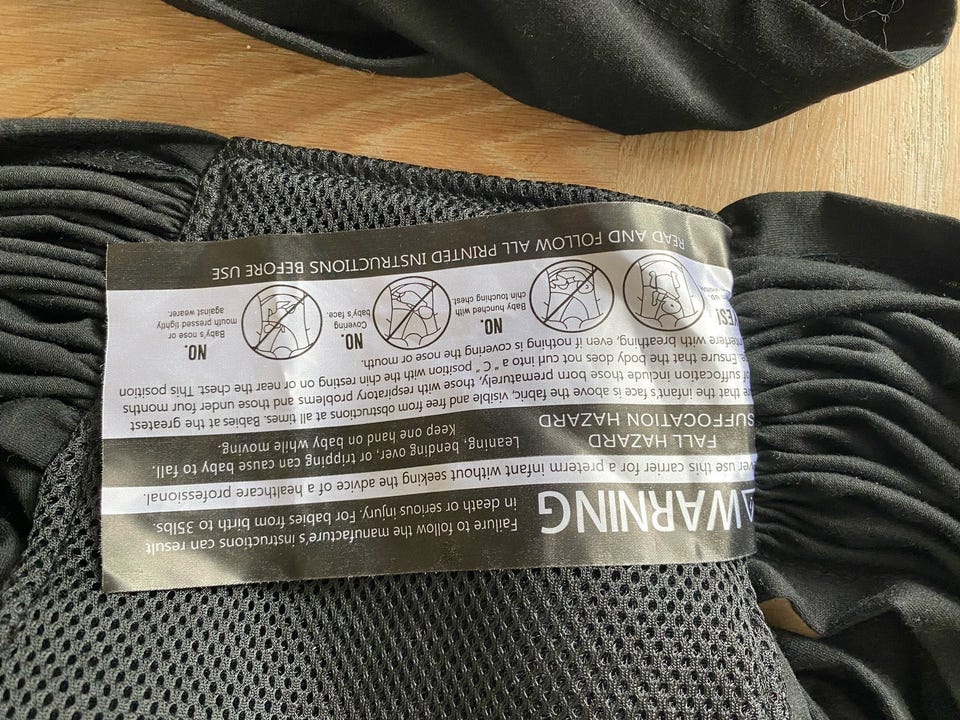 WARNING
Failure to follow the manufacture's instructions can result
in death or serious injury. For babies from birth to 35lbs.
ver use this carrier for a preterm infant without seeking the advice of a healthcare professional.
FALL HAZARD
Leaning, bending, over, or tripping can cause baby to fall.
Keep one hand on baby while moving.
SUFFOCATION HAZARD
re that the infant's face is above the fabric, visible and free from obstructions at all times. Babies at the greatest
of suffocation include those born prematurely, those with respiratory problems and those under four months
e. Ensure that the body does not curl into a "C" position with the chin resting on or near the chest. This position
nterfere with breathing, even if nothing is covering the nose or mouth.
YES!
NO.
Baby hunched with
chin touching chest.
NO.
Covering
baby's face.
NO.
Baby's nose or
mouth pressed tightly
against wearer.
READ AND FOLLOW ALL PRINTED INSTRUCTIONS BEFORE USE